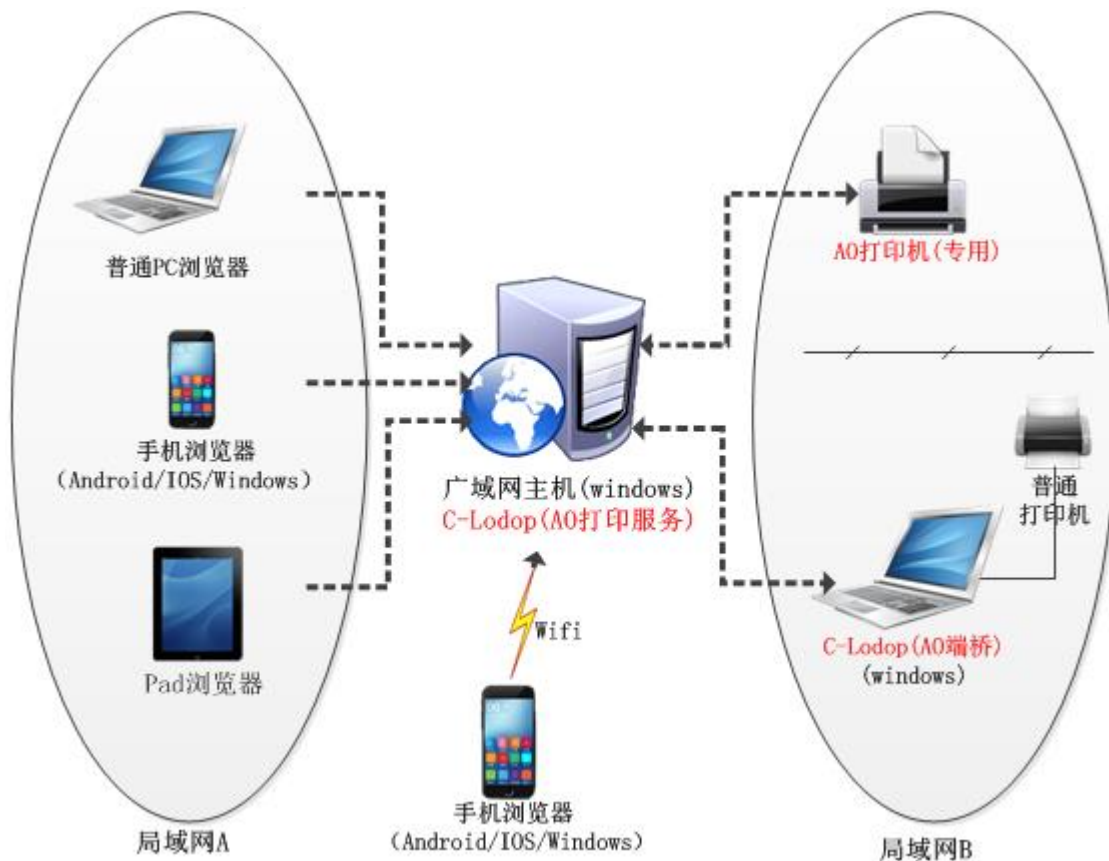 普通PC浏览器
手机浏览器
(Android/IOS/Windows)
Pad浏览器
局域网A
广域网主机(windows)
C-Lodop(AO打印服务)
Wifi
手机浏览器
(Android/IOS/Windows)
AO打印机(专用)
普通
打印机
C-Lodop(AO端桥)
(windows)
局域网B